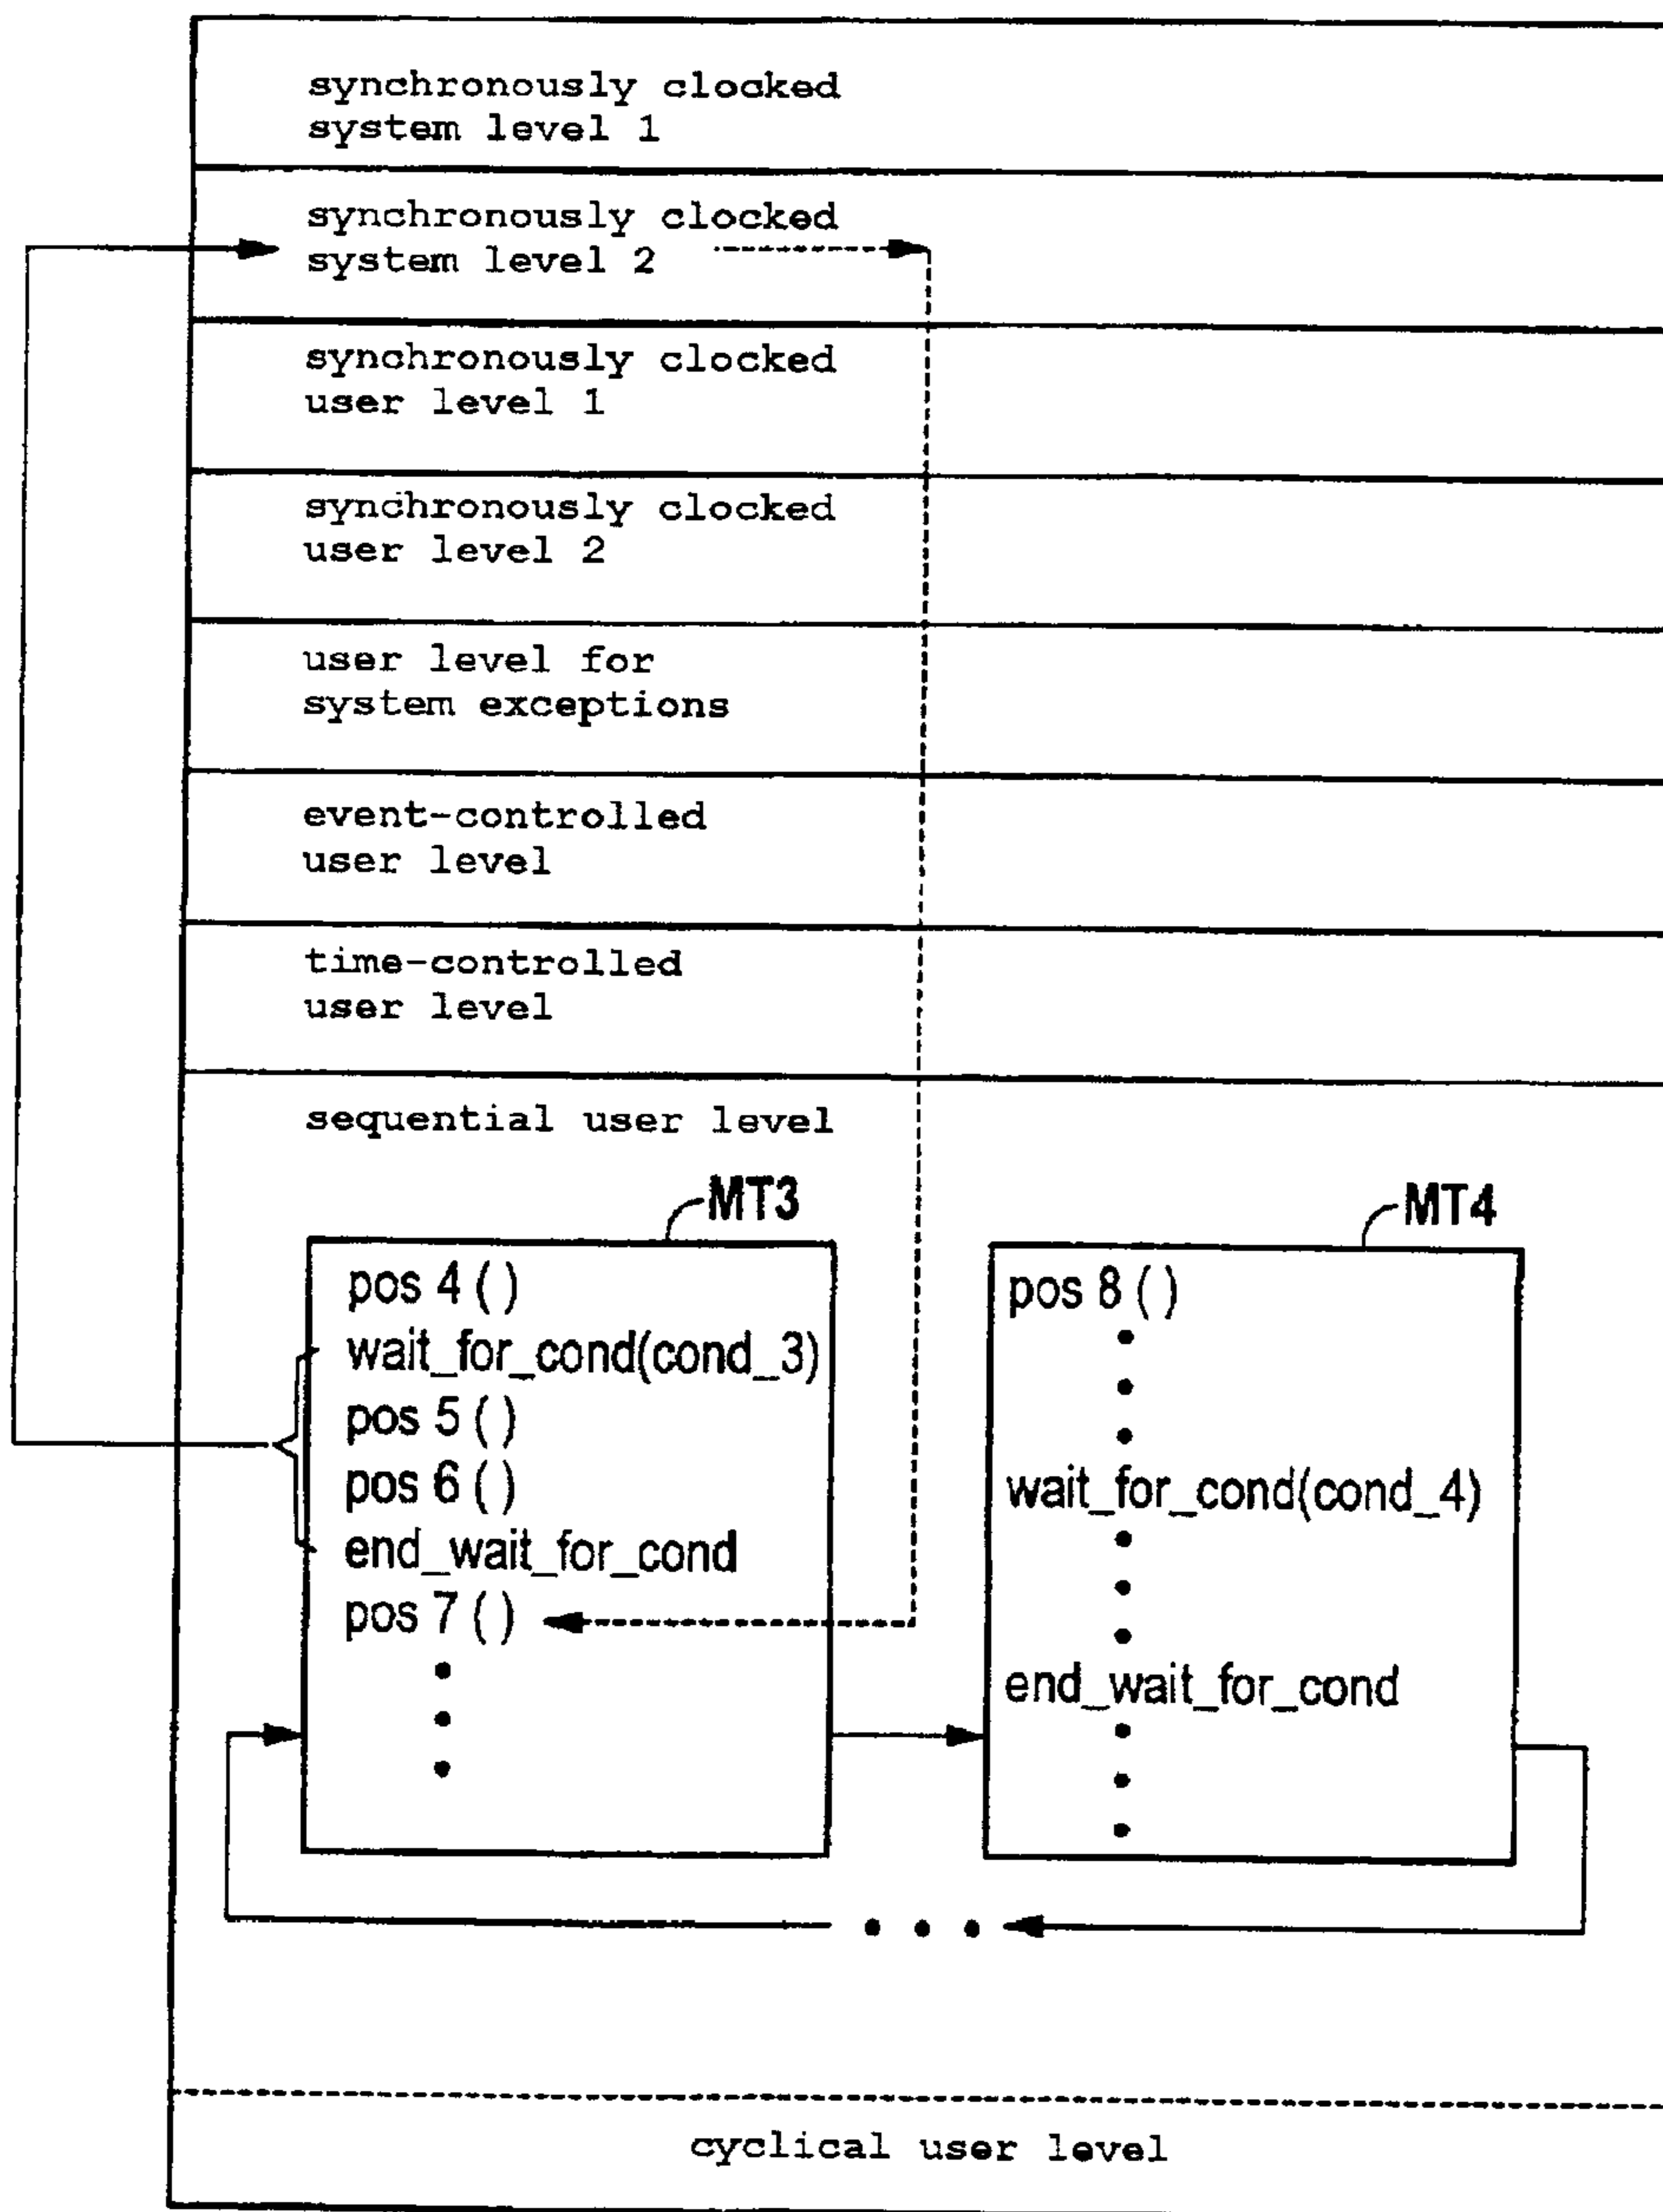 synchronously clocked
system level 1
synchronously clocked
system level 2
synchronously clocked
user level 1
synchronously clocked
user level 2
user level for
system exceptions
event-controlled
user level
time-controlled
user level
sequential user level
MT3
pos 4 ( )
wait_for_cond(cond_3)
pos 5 ( )
pos 6 ( )
end_wait_for_cond
pos 7 ( )
MT4
pos 8 ( )
wait_for_cond(cond_4)
end_wait_for_cond
cyclical user level